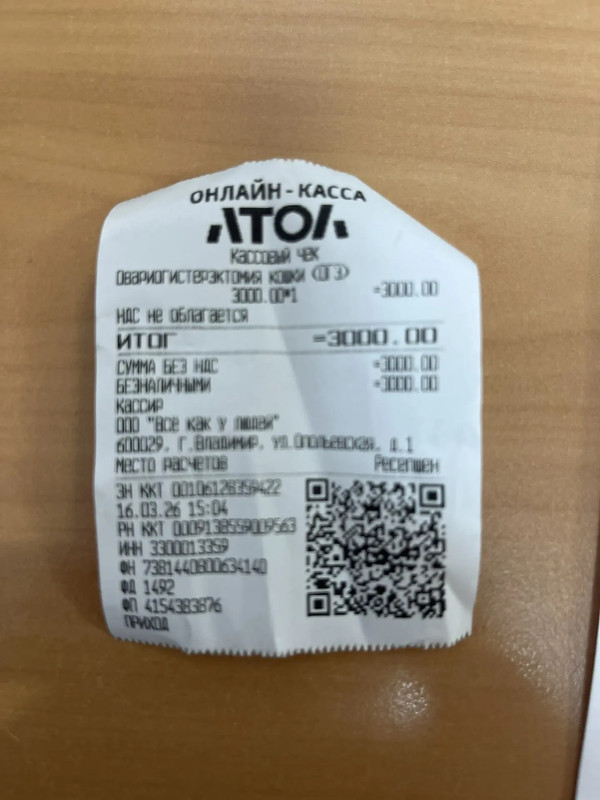 ОНЛАЙН-КАССА
АТОЛ
КАССОВЫЙ ЧЕК
ОВАРИОГИСТЕРЭКТОМИЯ КОШКИ (ОГЭ)
3000.00*1 =3000.00
НДС НЕ ОБЛАГАЕТСЯ
ИТОГ =3000.00
СУММА БЕЗ НДС =3000.00
БЕЗНАЛИЧНЫМИ =3000.00
КАССИР
ООО "Все как у людей"
600029, Г.Владимир, ул.Опольевская, д.1
МЕСТО РАСЧЕТОВ Ресепшен
ЗН ККТ 00106128359422
16.03.26 15:04
РН ККТ 0009138559009563
ИНН 3300013359
ФН 7381440800634140
ФД 1492
ФП 4154383876
ПРИХОД